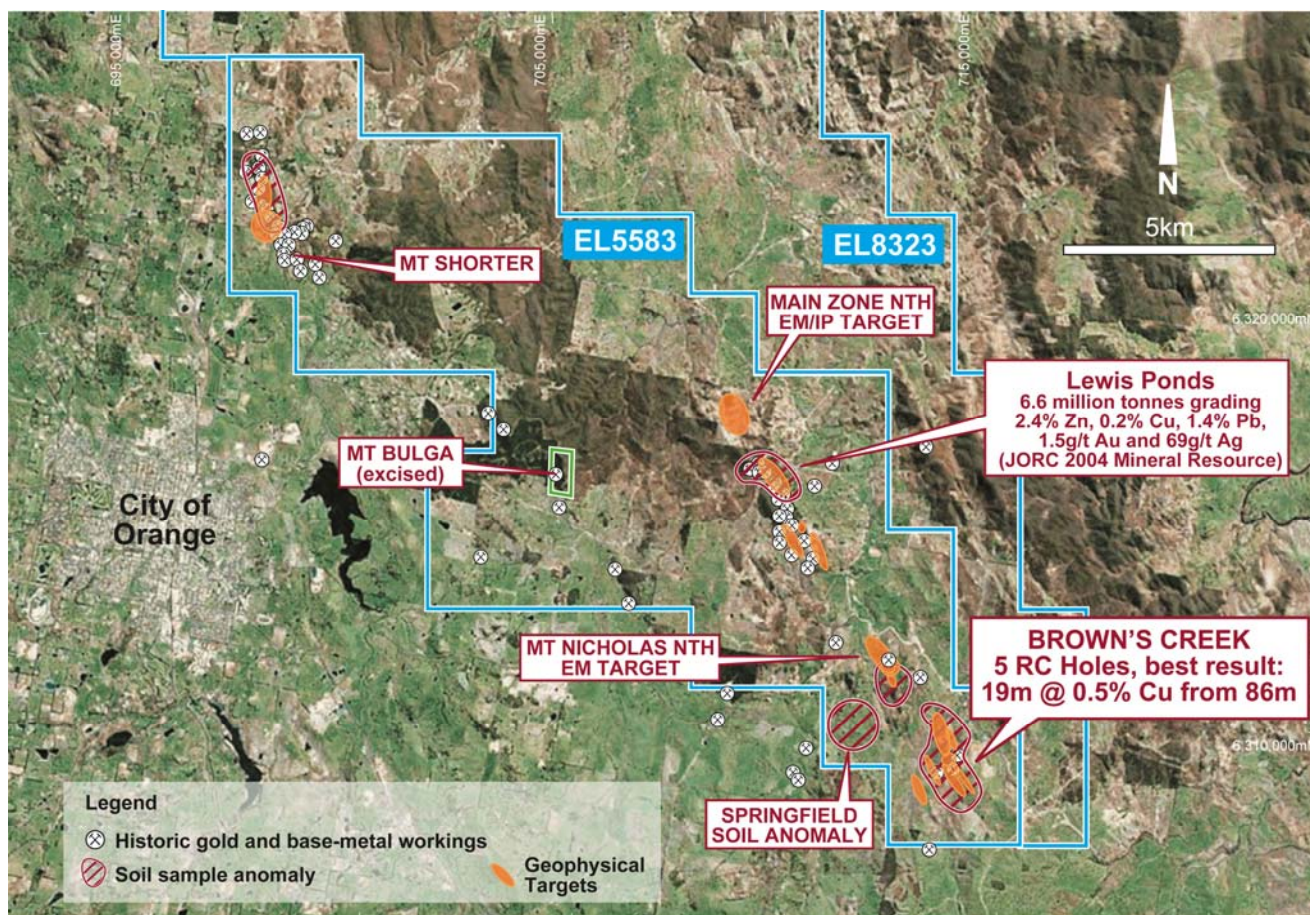 695,000mE
705,000mE
715,000mE
N
5km
EL5583
EL8323
MT SHORTER
MAIN ZONE NTH
EM/IP TARGET
6,320,000mN
Lewis Ponds
6.6 million tonnes grading
2.4% Zn, 0.2% Cu, 1.4% Pb,
1.5g/t Au and 69g/t Ag
(JORC 2004 Mineral Resource)
MT BULGA
(excised)
City of
Orange
MT NICHOLAS NTH
EM TARGET
BROWN'S CREEK
5 RC Holes, best result:
19m @ 0.5% Cu from 86m
6,310,000mN
SPRINGFIELD
SOIL ANOMALY
Legend
Historic gold and base-metal workings
Soil sample anomaly
Geophysical
Targets